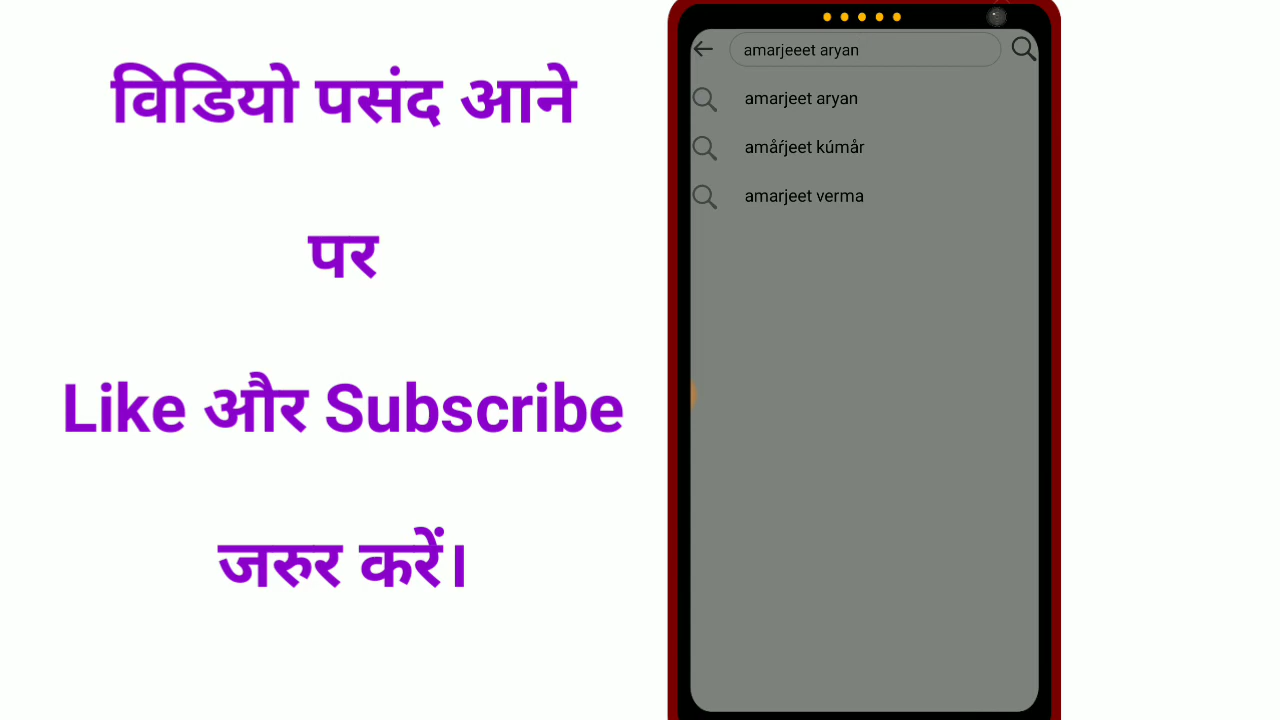 विडियो पसंद आने
पर
Like और Subscribe
जरुर करें।
amarjeeet aryan
amarjeet aryan
amåŕjeet kúmår
amarjeet verma